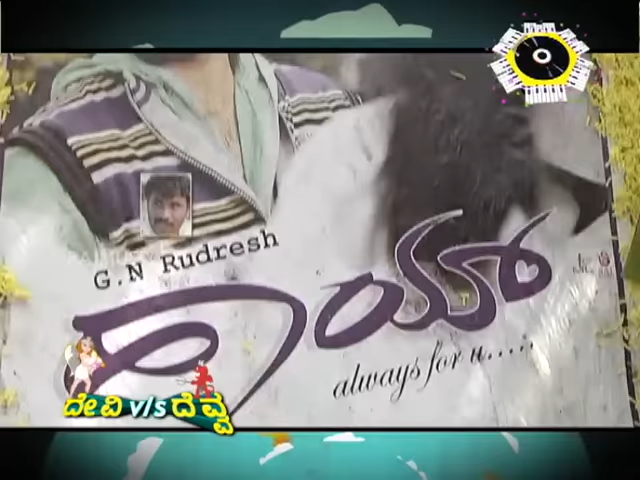 G.N Rudresh
ರಾಯ್
always for u.....
ದೇವಿ v/s ದೆವ್ವ